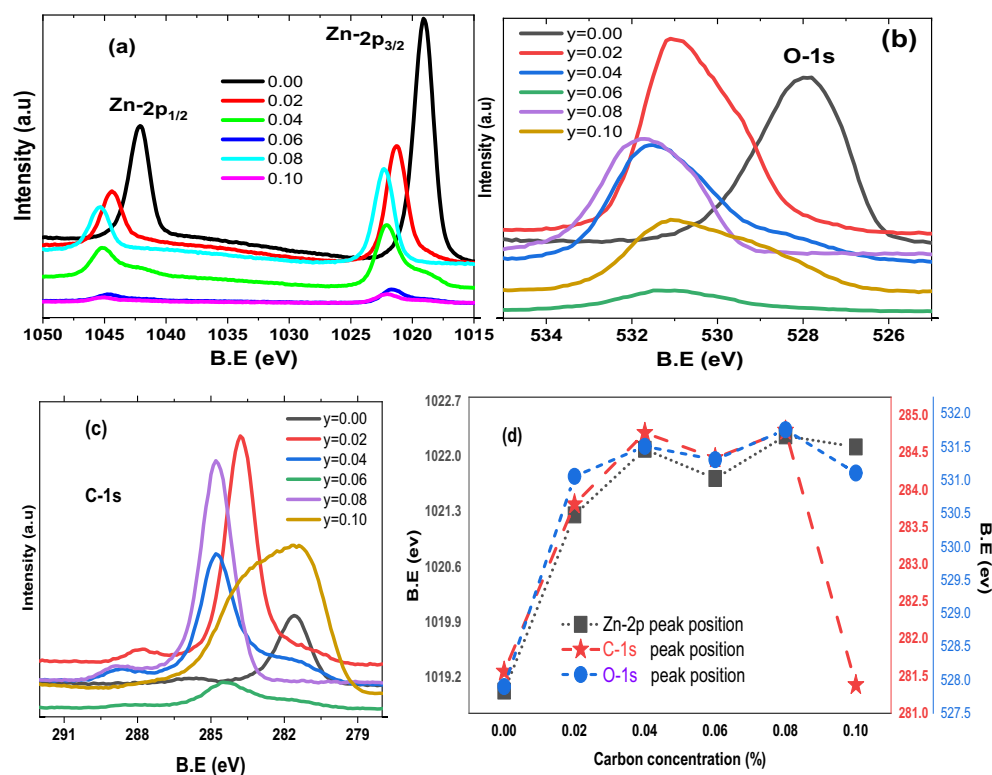 (a)
Zn-2p3/2
Zn-2p1/2
0.00
0.02
0.04
0.06
0.08
0.10
Intensity (a.u)
1050 1045 1040 1035 1030 1025 1020 1015
B.E (eV)
(b)
O-1s
y=0.00
y=0.02
y=0.04
y=0.06
y=0.08
y=0.10
Intensity (a.u)
534 532 530 528 526
B.E (eV)
(c)
C-1s
y=0.00
y=0.02
y=0.04
y=0.06
y=0.08
y=0.10
Intensity (a.u)
291 288 285 282 279
B.E (eV)
(d)
1022.7
1022.0
1021.3
1020.6
1019.9
1019.2
B.E (ev)
Zn-2p peak position
C-1s peak position
O-1s peak position
0.00 0.02 0.04 0.06 0.08 0.10
Carbon concentration (%)
285.0
284.5
284.0
283.5
283.0
282.5
282.0
281.5
281.0
532.0
531.5
531.0
530.5
530.0
529.5
529.0
528.5
528.0
527.5
B.E (ev)